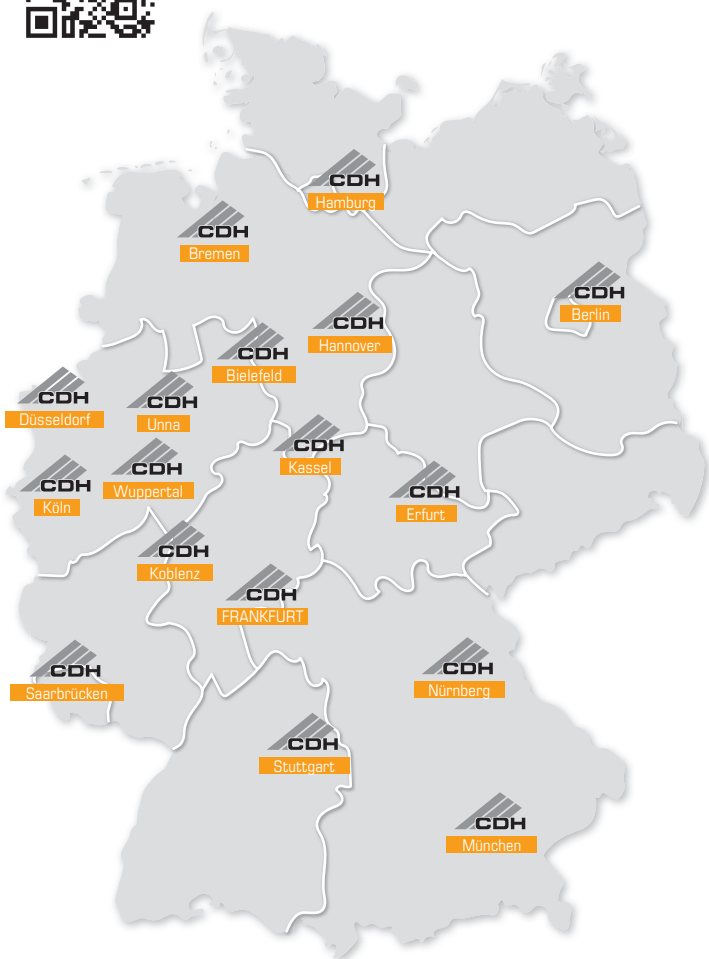 CDH
Hamburg
CDH
Bremen
CDH
Berlin
CDH
Hannover
CDH
Bielefeld
CDH
Düsseldorf
CDH
Unna
CDH
Kassel
CDH
Wuppertal
CDH
Köln
CDH
Erfurt
CDH
Koblenz
CDH
FRANKFURT
CDH
Saarbrücken
CDH
Nürnberg
CDH
Stuttgart
CDH
München